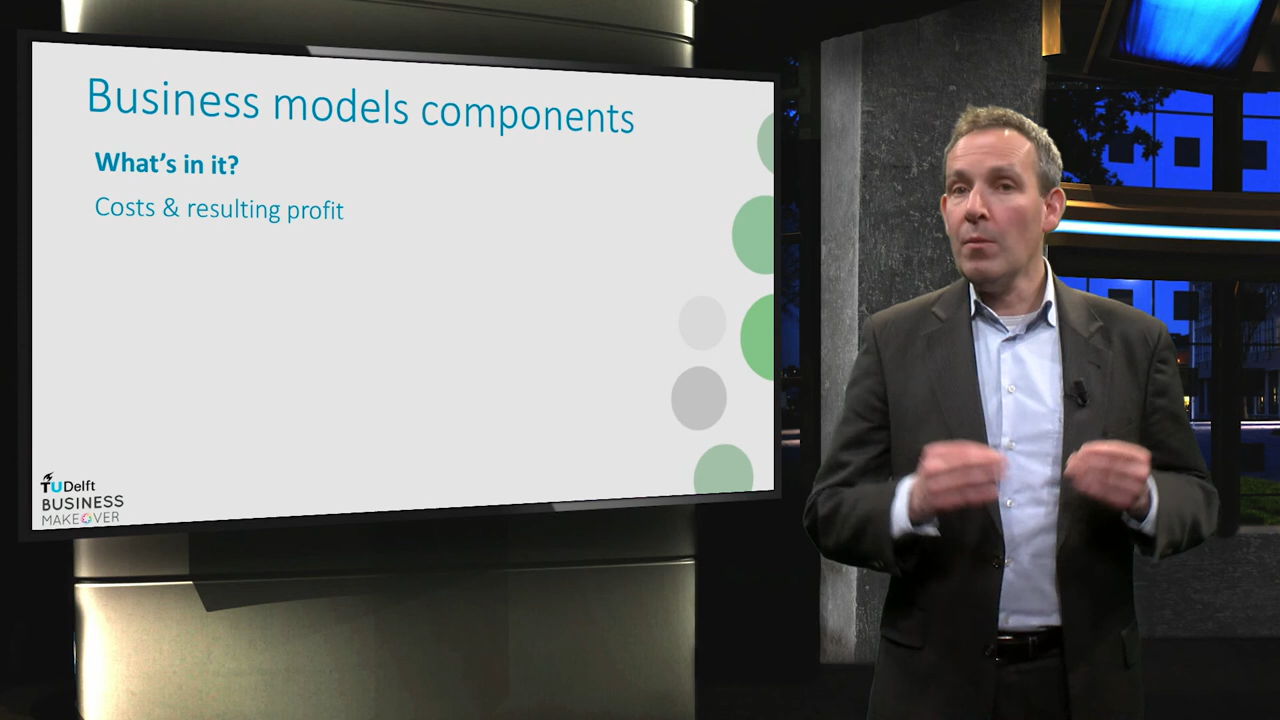 Business models components
What's in it?
Costs & resulting profit
TUDelft
BUSINESS
MAKEOVER